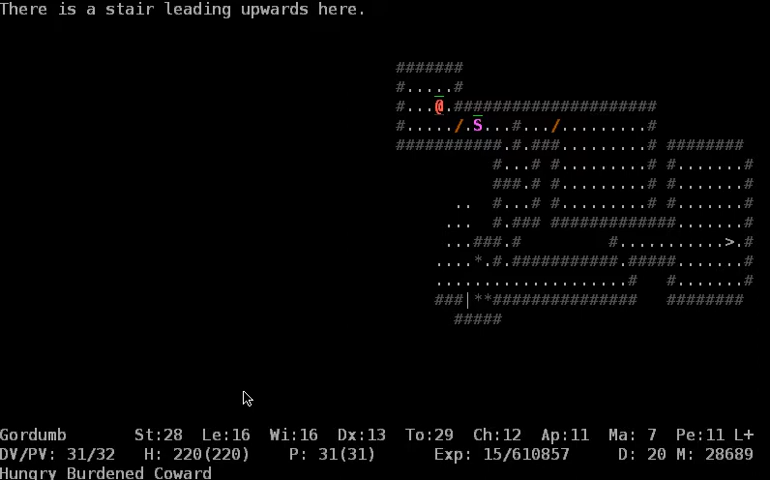 There is a stair leading upwards here.
#######
#.....#
#...@.#####################
#...../.S...#.../.........#
###########.#.###.........# ########
#...# #.........# #.......#
###.# #.........# #.......#
.. #...# #.........# #.......#
... #.### #############.......#
...###.# #...........>.#
....*.#.###########.#####.......#
.....................# #.......#
###|**############### ########
#####
Gordumb St:28 Le:16 Wi:16 Dx:13 To:29 Ch:12 Ap:11 Ma: 7 Pe:11 L+
DV/PV: 31/32 H: 220(220) P: 31(31) Exp: 15/610857 D: 20 M: 28689
Hungry Burdened Coward